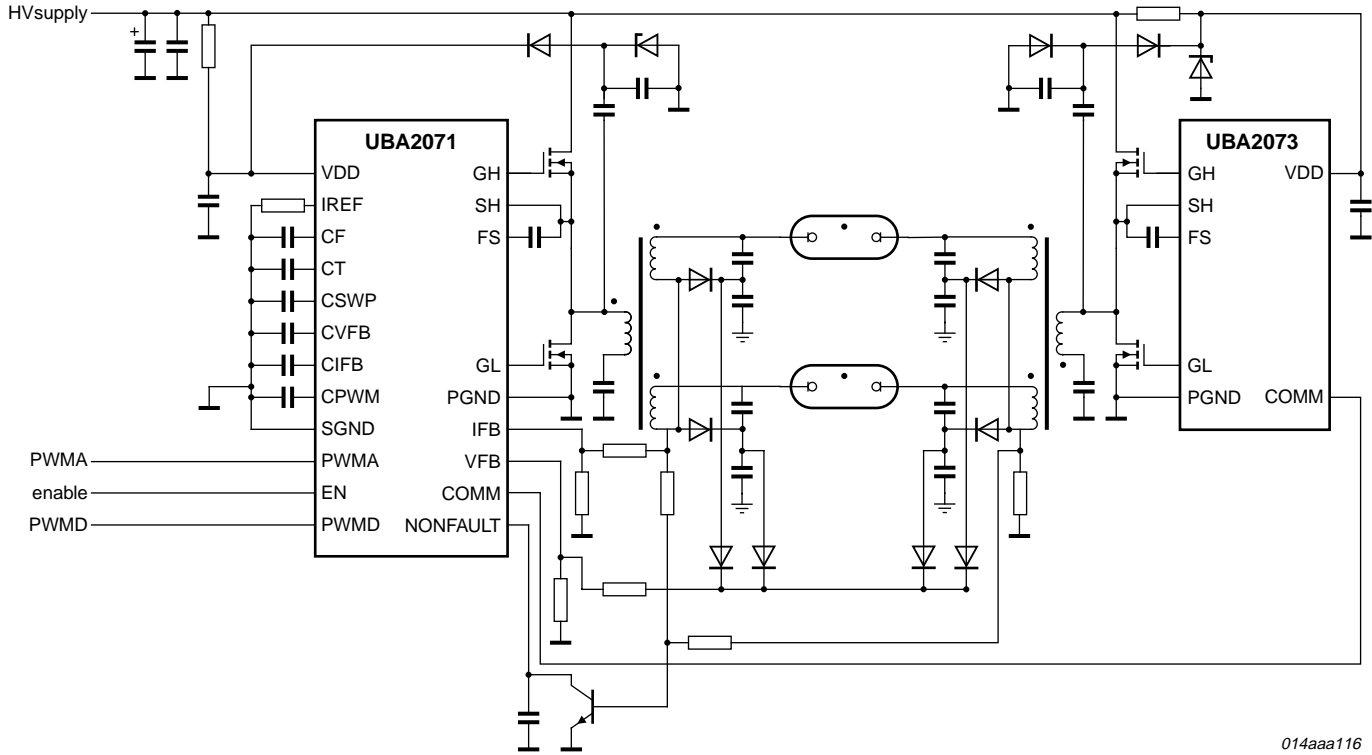 HVsupply
+
UBA2071
UBA2073
VDD
IREF
CF
CT
CSWP
CVFB
CIFB
CPWM
SGND
PWMA
EN
PWMD
GH
SH
FS
GL
PGND
IFB
VFB
COMM
NONFAULT
PWMA
enable
PWMD
GH
SH
FS
GL
PGND
VDD
COMM
014aaa116